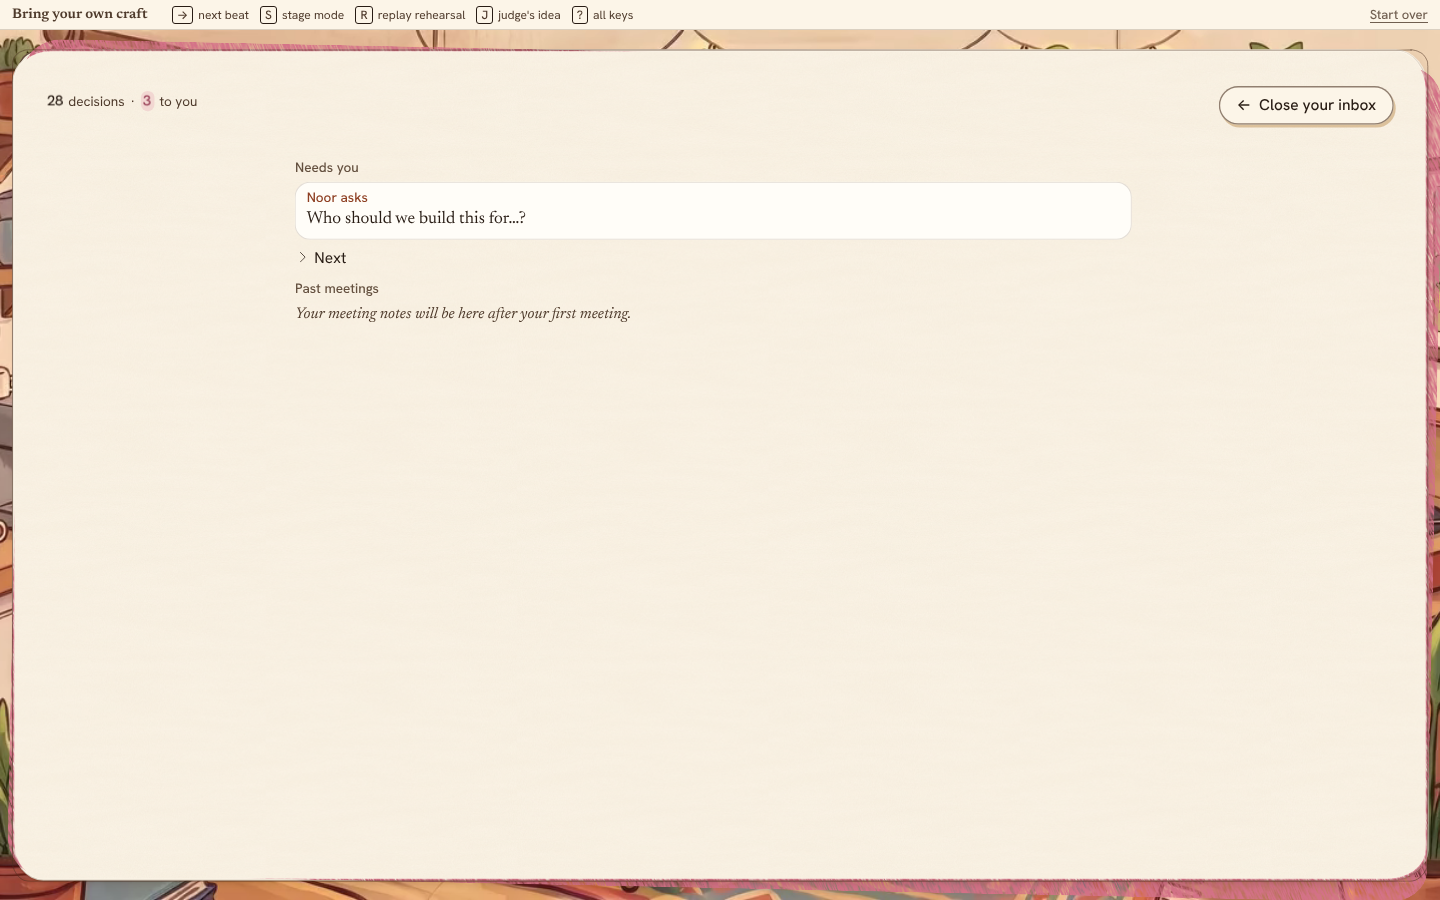 Bring your own craft → next beat S stage mode R replay rehearsal J judge's idea ? all keys Start over
28 decisions · 3 to you
← Close your inbox
Needs you
Noor asks
Who should we build this for...?
Next
Past meetings
Your meeting notes will be here after your first meeting.